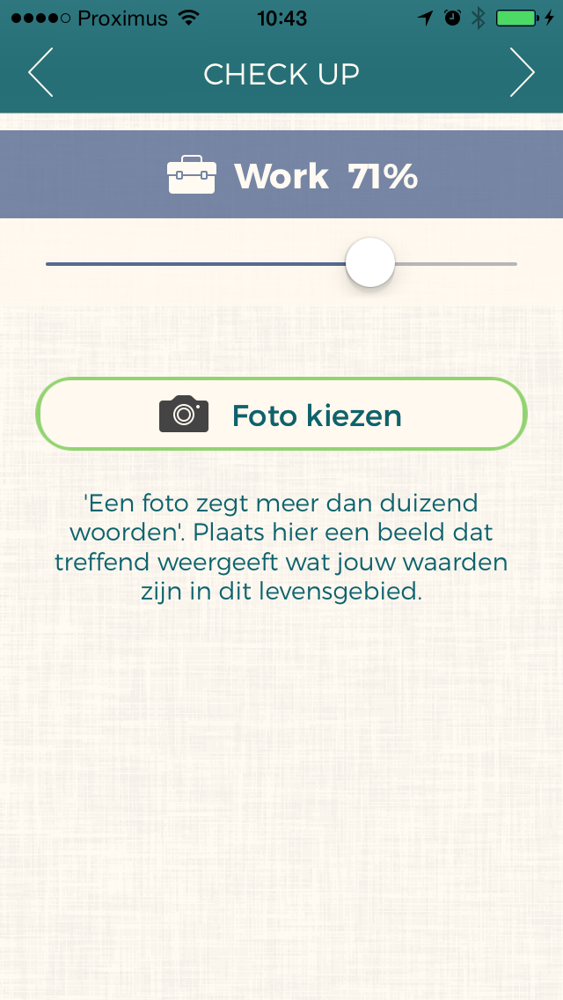 Proximus 10:43
CHECK UP
Work 71%
Foto kiezen
'Een foto zegt meer dan duizend
woorden'. Plaats hier een beeld dat
treffend weergeeft wat jouw waarden
zijn in dit levensgebied.